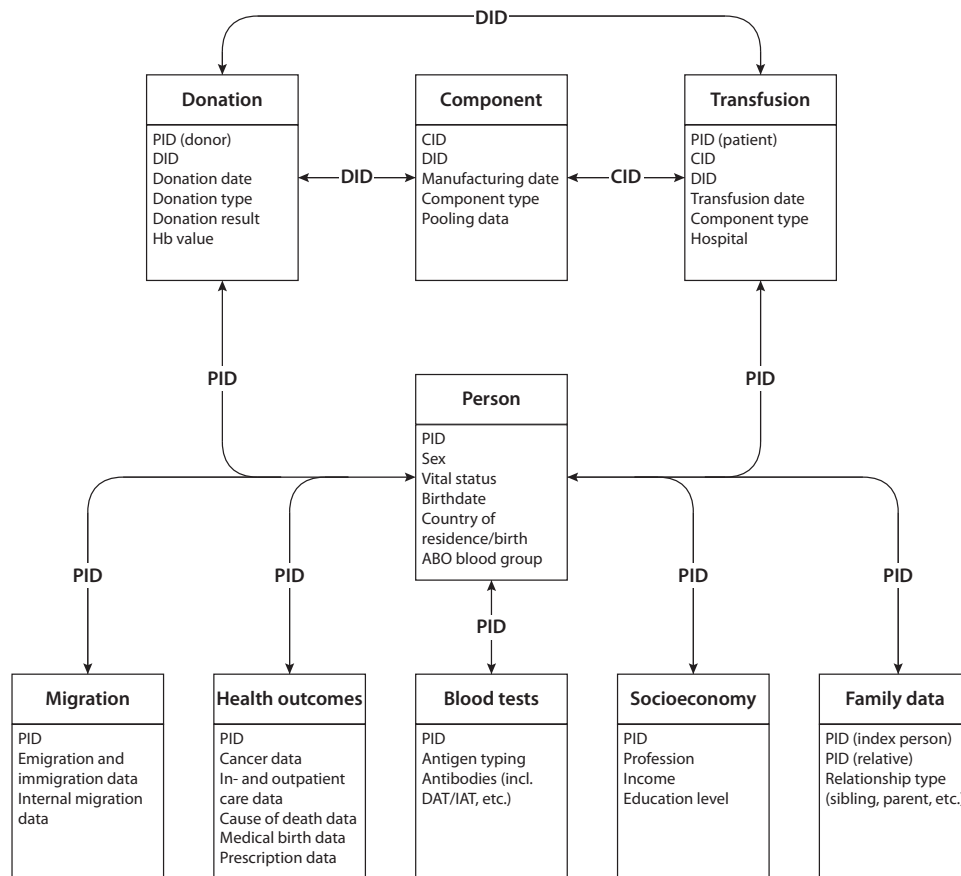 DID
Donation
PID (donor)
DID
Donation date
Donation type
Donation result
Hb value
DID
Component
CID
DID
Manufacturing date
Component type
Pooling data
CID
Transfusion
PID (patient)
CID
DID
Transfusion date
Component type
Hospital
PID
PID
Person
PID
Sex
Vital status
Birthdate
Country of
residence/birth
ABO blood group
PID
PID
PID
PID
PID
Migration
PID
Emigration and
immigration data
Internal migration
data
Health outcomes
PID
Cancer data
In- and outpatient
care data
Cause of death data
Medical birth data
Prescription data
Blood tests
PID
Antigen typing
Antibodies (incl.
DAT/IAT, etc.)
Socioeconomy
PID
Profession
Income
Education level
Family data
PID (index person)
PID (relative)
Relationship type
(sibling, parent, etc.)